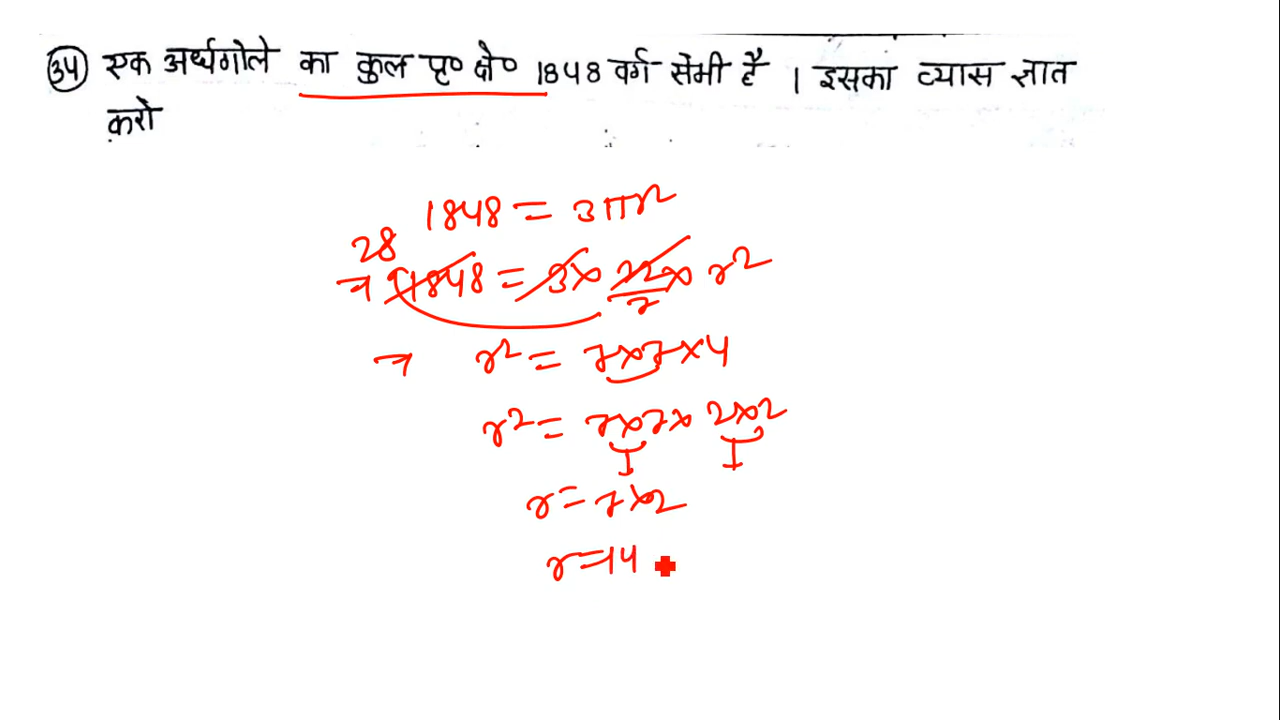 34 एक अर्धगोले का कुल पृ० क्षे० 1848 वर्ग सेमी है । इसका व्यास ज्ञात
करो
1848 = 3πr²
28
⇒ 1848 = 3 × 22/7 × r²
⇒ r² = 7×7×4
r² = 7×7× 2×2
r = 7×2
r = 14